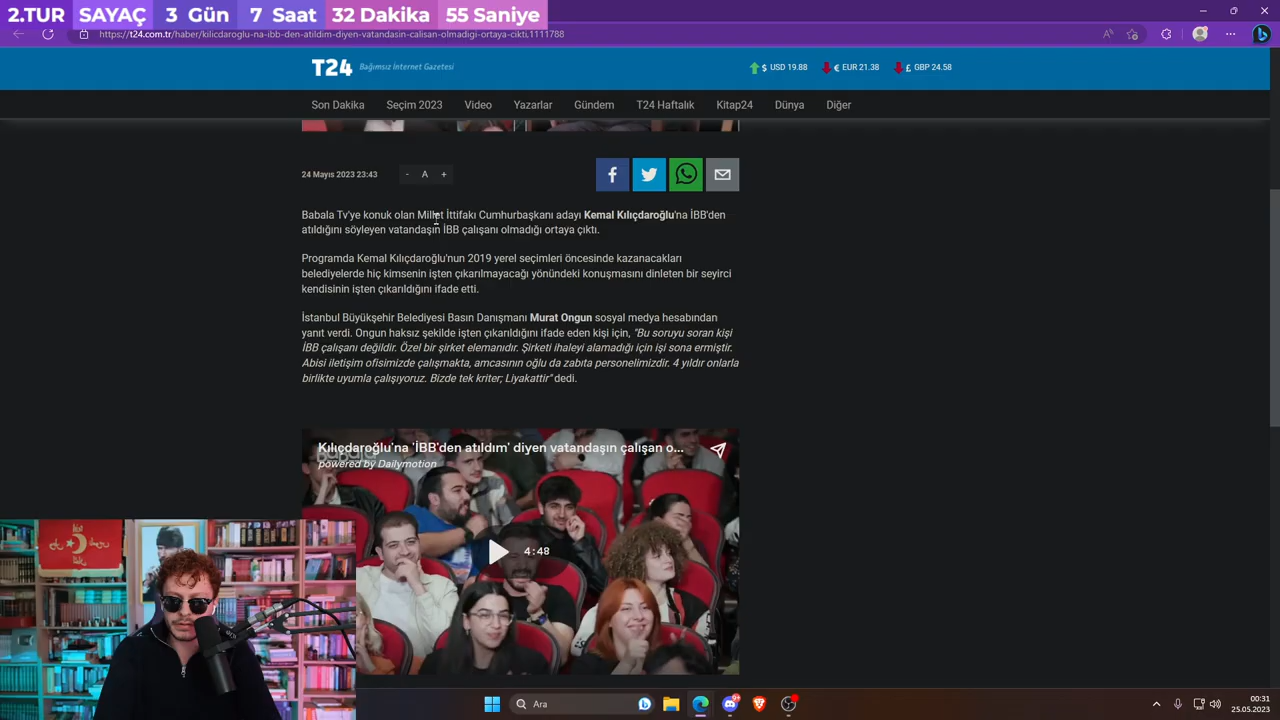 2.TUR SAYAÇ 3 Gün 7 Saat 32 Dakika 55 Saniye
https://t24.com.tr/haber/kilicdaroglu-na-ibb-den-atildim-diyen-vatandasin-calisan-olmadigi-ortaya-cikti,1111788
T24 Bağımsız İnternet Gazetesi
$ USD 19.88 € EUR 21.38 £ GBP 24.58
Son Dakika Seçim 2023 Video Yazarlar Gündem T24 Haftalık Kitap24 Dünya Diğer
24 Mayıs 2023 23:43 - A +
Babala Tv'ye konuk olan Millet İttifakı Cumhurbaşkanı adayı Kemal Kılıçdaroğlu'na İBB'den
atıldığını söyleyen vatandaşın İBB çalışanı olmadığı ortaya çıktı.
Programda Kemal Kılıçdaroğlu'nun 2019 yerel seçimleri öncesinde kazanacakları
belediyelerde hiç kimsenin işten çıkarılmayacağı yönündeki konuşmasını dinleten bir seyirci
kendisinin işten çıkarıldığını ifade etti.
İstanbul Büyükşehir Belediyesi Basın Danışmanı Murat Ongun sosyal medya hesabından
yanıt verdi. Ongun haksız şekilde işten çıkarıldığını ifade eden kişi için, "Bu soruyu soran kişi
İBB çalışanı değildir. Özel bir şirket elemanıdır. Şirketi ihaleyi alamadığı için işi sona ermiştir.
Abisi iletişim ofisimizde çalışmakta, amcasının oğlu da zabıta personelimizdir. 4 yıldır onlarla
birlikte uyumla çalışıyoruz. Bizde tek kriter; Liyakattir" dedi.
Kılıçdaroğlu'na 'İBB'den atıldım' diyen vatandaşın çalışan o...
powered by Dailymotion
4:48
Ara
00:31
25.05.2023